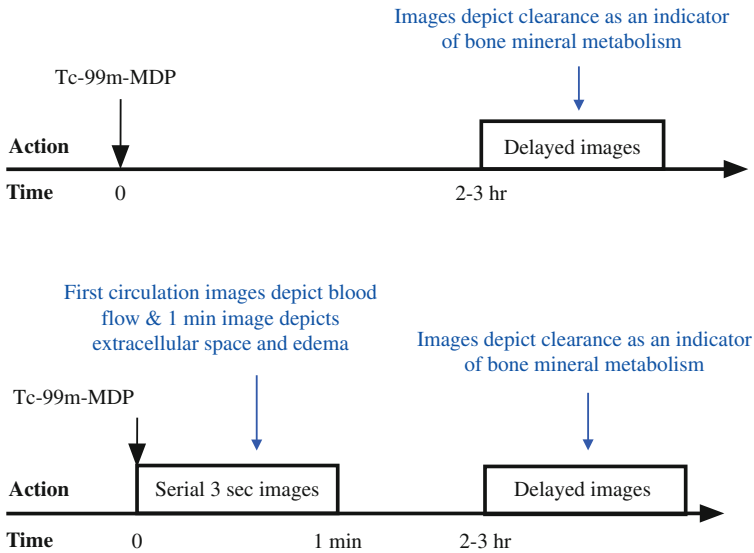 Images depict clearance as an indicator
of bone mineral metabolism
Tc-99m-MDP
Action
Delayed images
Time
0
2-3 hr
First circulation images depict blood
flow & 1 min image depicts
extracellular space and edema
Images depict clearance as an indicator
of bone mineral metabolism
Tc-99m-MDP
Action
Serial 3 sec images
Delayed images
Time
0
1 min
2-3 hr